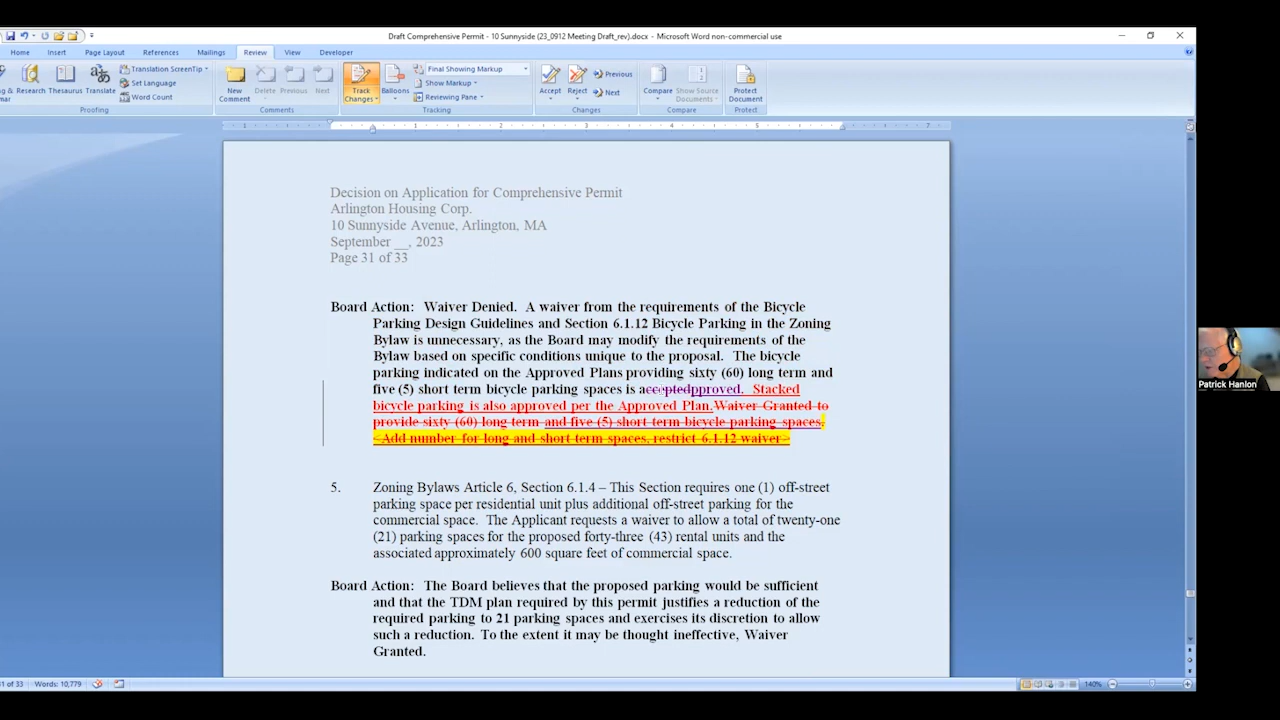 Draft Comprehensive Permit - 10 Sunnyside (23_0912 Meeting Draft_rev).docx - Microsoft Word non-commercial use
Home Insert Page Layout References Mailings Review View Developer
Research Thesaurus Translate
Translation ScreenTip
Set Language
Word Count
Proofing
New Comment
Delete Previous Next
Comments
Track Changes
Balloons
Final Showing Markup
Show Markup
Reviewing Pane
Tracking
Accept Reject
Previous
Next
Changes
Compare
Show Source Documents
Compare
Protect Document
Protect
1 1 2 3 4 5 7
Decision on Application for Comprehensive Permit
Arlington Housing Corp.
10 Sunnyside Avenue, Arlington, MA
September __, 2023
Page 31 of 33
Board Action: Waiver Denied. A waiver from the requirements of the Bicycle
Parking Design Guidelines and Section 6.1.12 Bicycle Parking in the Zoning
Bylaw is unnecessary, as the Board may modify the requirements of the
Bylaw based on specific conditions unique to the proposal. The bicycle
parking indicated on the Approved Plans providing sixty (60) long term and
five (5) short term bicycle parking spaces is acceptedpproved. Stacked
bicycle parking is also approved per the Approved Plan.Waiver Granted to
provide sixty (60) long term and five (5) short term bicycle parking spaces.
<Add number for long and short term spaces, restrict 6.1.12 waiver>
5. Zoning Bylaws Article 6, Section 6.1.4 – This Section requires one (1) off-street
parking space per residential unit plus additional off-street parking for the
commercial space. The Applicant requests a waiver to allow a total of twenty-one
(21) parking spaces for the proposed forty-three (43) rental units and the
associated approximately 600 square feet of commercial space.
Board Action: The Board believes that the proposed parking would be sufficient
and that the TDM plan required by this permit justifies a reduction of the
required parking to 21 parking spaces and exercises its discretion to allow
such a reduction. To the extent it may be thought ineffective, Waiver
Granted.
Patrick Hanlon
31 of 33 Words: 10,779 140%